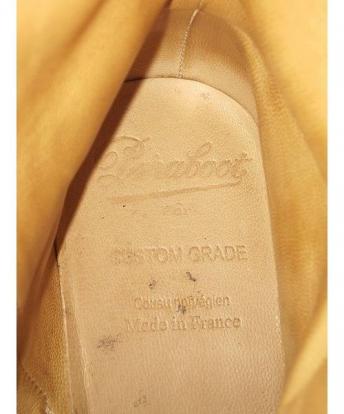 Paraboot
CUSTOM GRADE
Cousu norvégien
Made in France